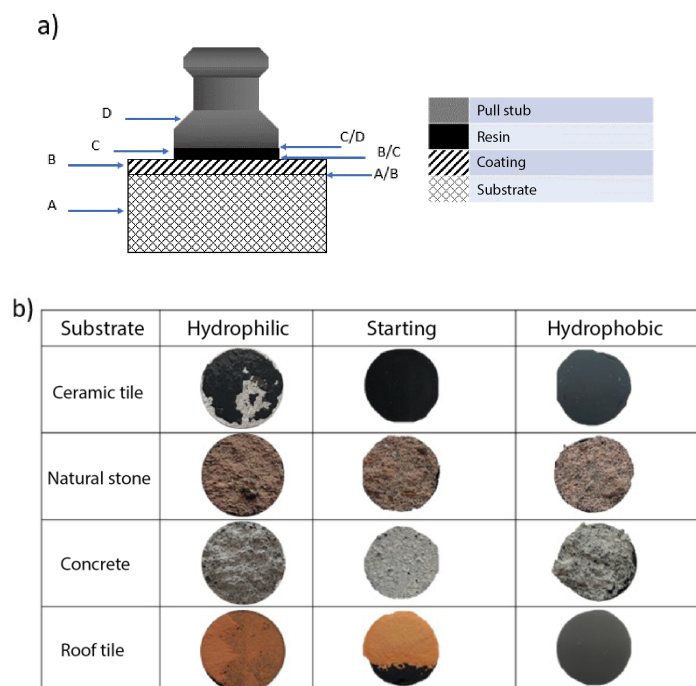 a)
D
C
B
A
C/D
B/C
A/B
Pull stub
Resin
Coating
Substrate
b)
Substrate Hydrophilic Starting Hydrophobic
Ceramic tile
Natural stone
Concrete
Roof tile